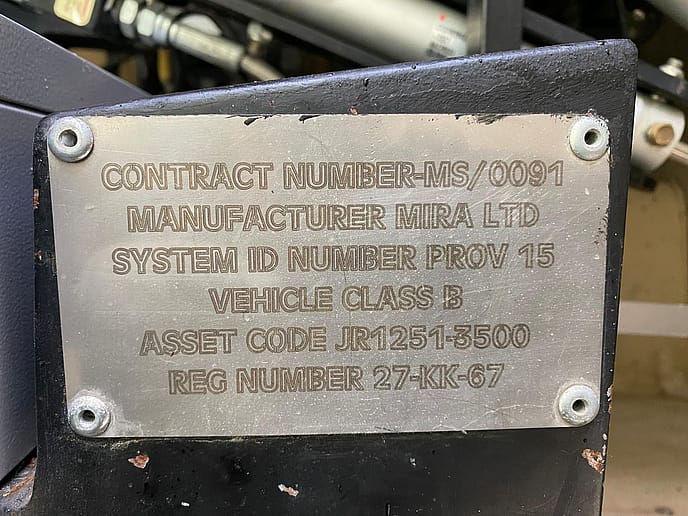 CONTRACT NUMBER-MS/0091
MANUFACTURER MIRA LTD
SYSTEM ID NUMBER PROV 15
VEHICLE CLASS B
ASSET CODE JR1251-3500
REG NUMBER 27-KK-67